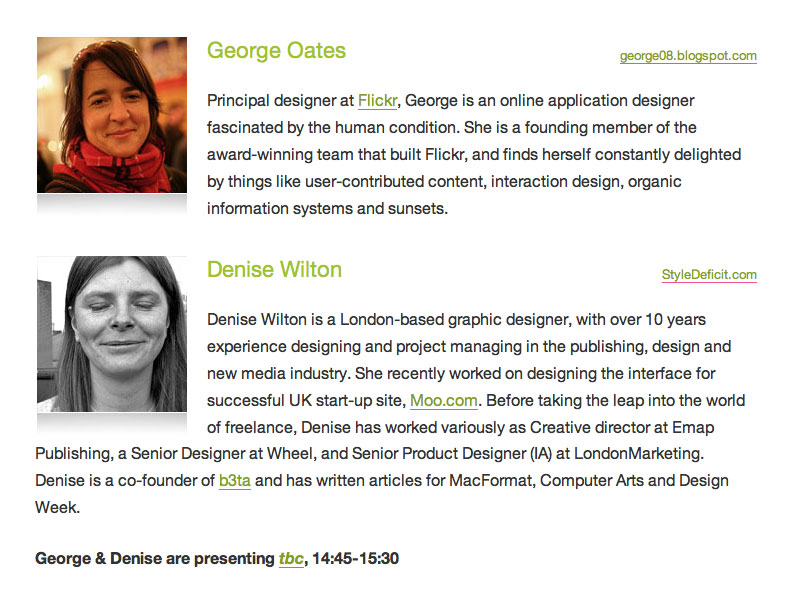 George Oates
george08.blogspot.com
Principal designer at Flickr, George is an online application designer
fascinated by the human condition. She is a founding member of the
award-winning team that built Flickr, and finds herself constantly delighted
by things like user-contributed content, interaction design, organic
information systems and sunsets.
Denise Wilton
StyleDeficit.com
Denise Wilton is a London-based graphic designer, with over 10 years
experience designing and project managing in the publishing, design and
new media industry. She recently worked on designing the interface for
successful UK start-up site, Moo.com. Before taking the leap into the world
of freelance, Denise has worked variously as Creative director at Emap
Publishing, a Senior Designer at Wheel, and Senior Product Designer (IA) at LondonMarketing.
Denise is a co-founder of b3ta and has written articles for MacFormat, Computer Arts and Design
Week.
George & Denise are presenting tbc, 14:45-15:30